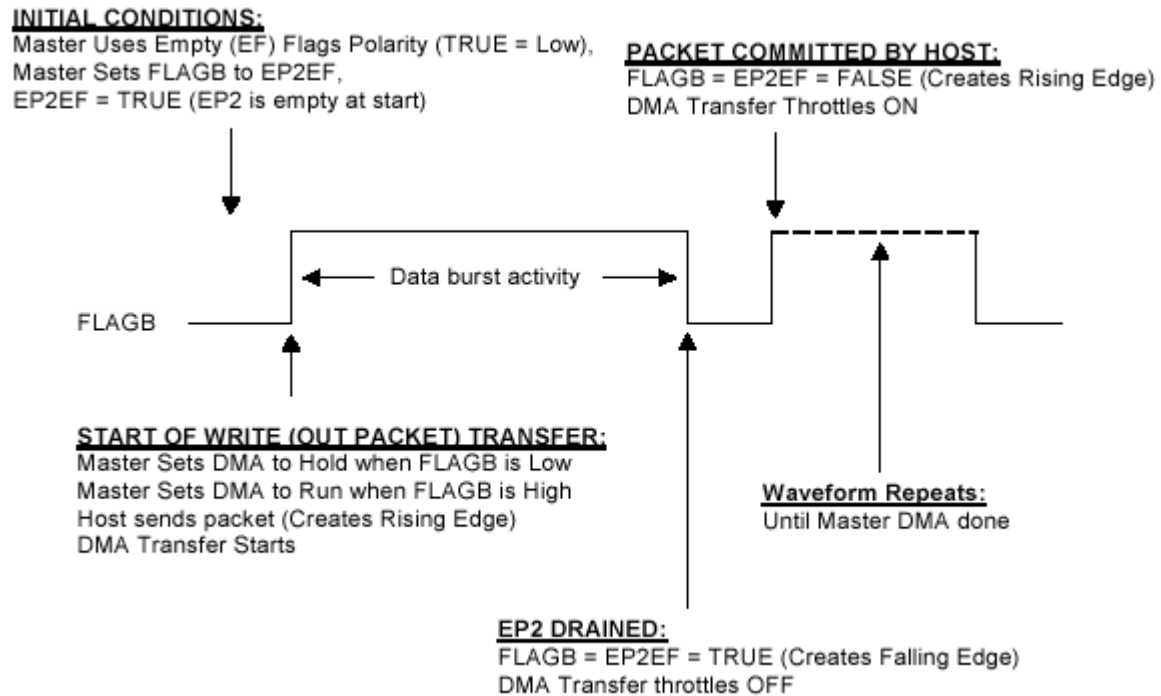 INITIAL CONDITIONS:
Master Uses Empty (EF) Flags Polarity (TRUE = Low),
Master Sets FLAGB to EP2EF,
EP2EF = TRUE (EP2 is empty at start)
PACKET COMMITTED BY HOST:
FLAGB = EP2EF = FALSE (Creates Rising Edge)
DMA Transfer Throttles ON
Data burst activity
FLAGB
START OF WRITE (OUT PACKET) TRANSFER:
Master Sets DMA to Hold when FLAGB is Low
Master Sets DMA to Run when FLAGB is High
Host sends packet (Creates Rising Edge)
DMA Transfer Starts
Waveform Repeats:
Until Master DMA done
EP2 DRAINED:
FLAGB = EP2EF = TRUE (Creates Falling Edge)
DMA Transfer throttles OFF